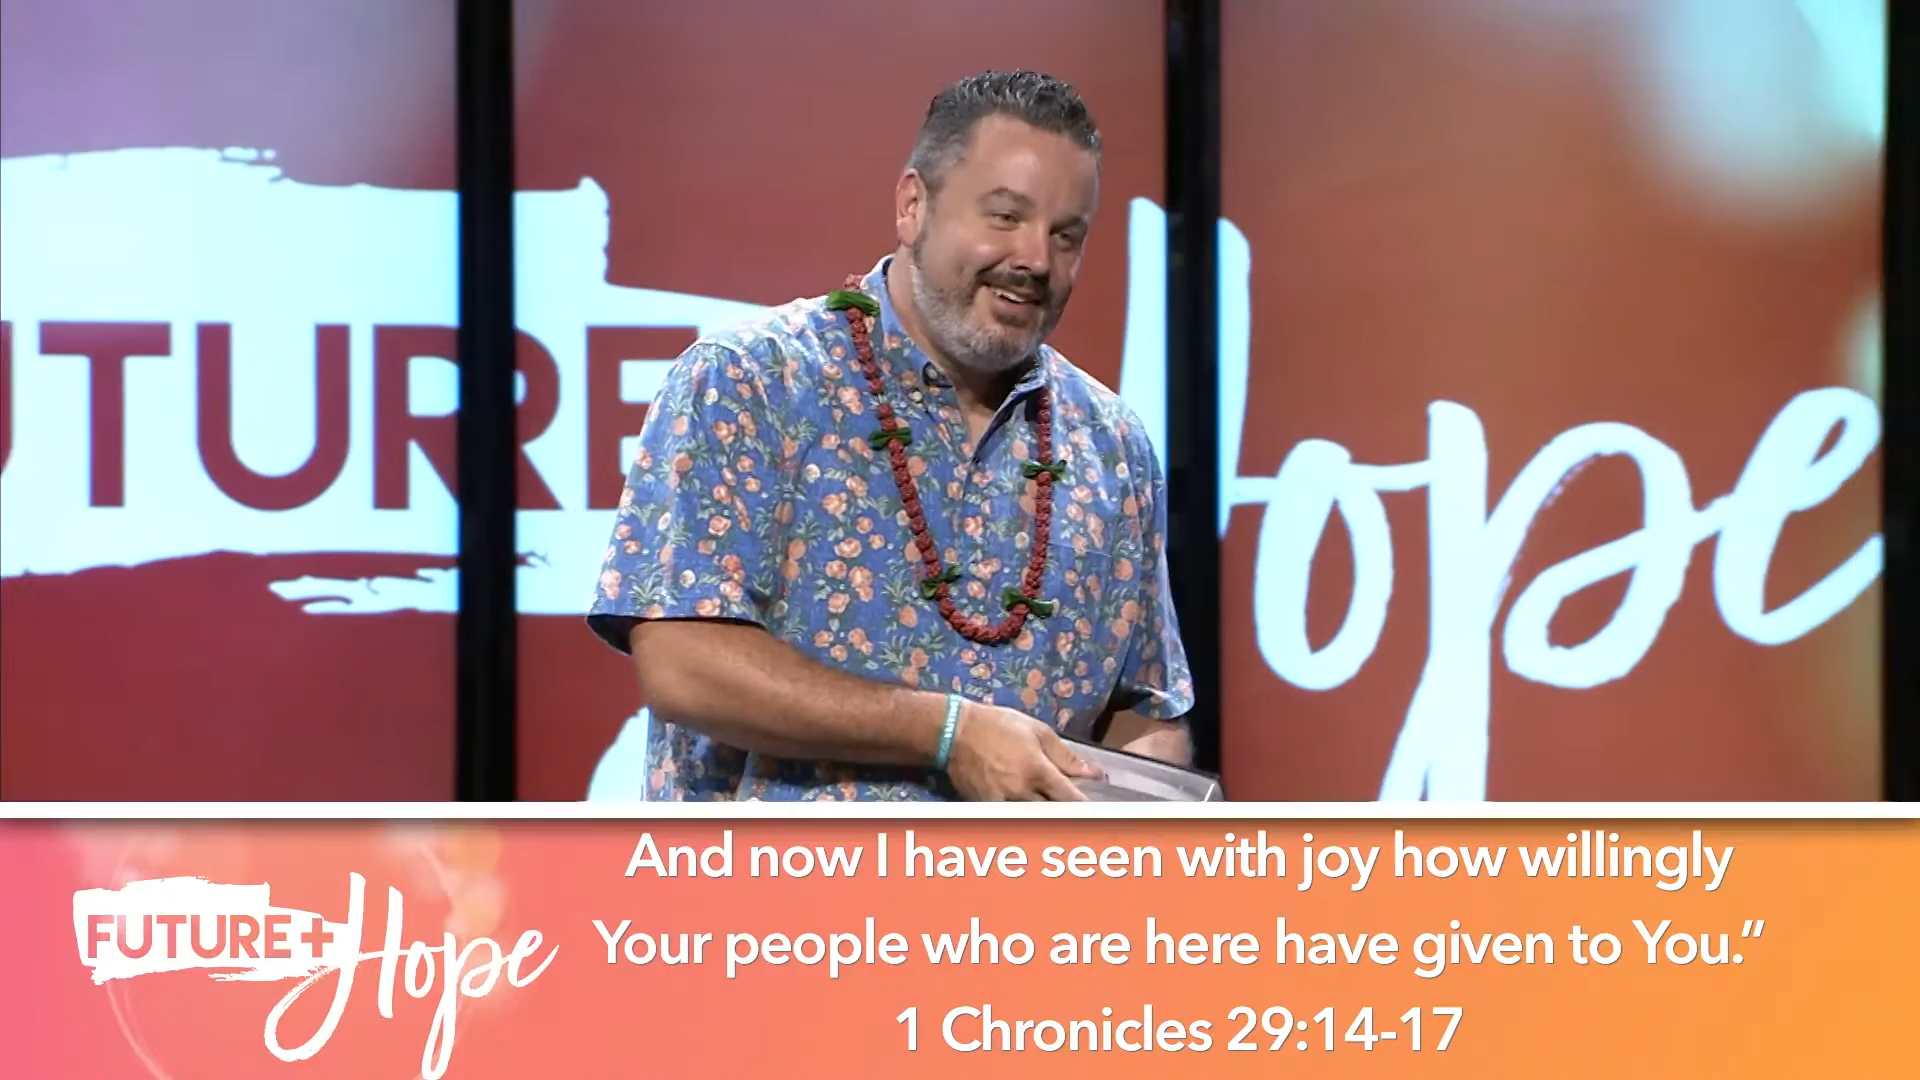 UTURE
Hope
FUTURE+
Hope
And now I have seen with joy how willingly
Your people who are here have given to You.”
1 Chronicles 29:14-17